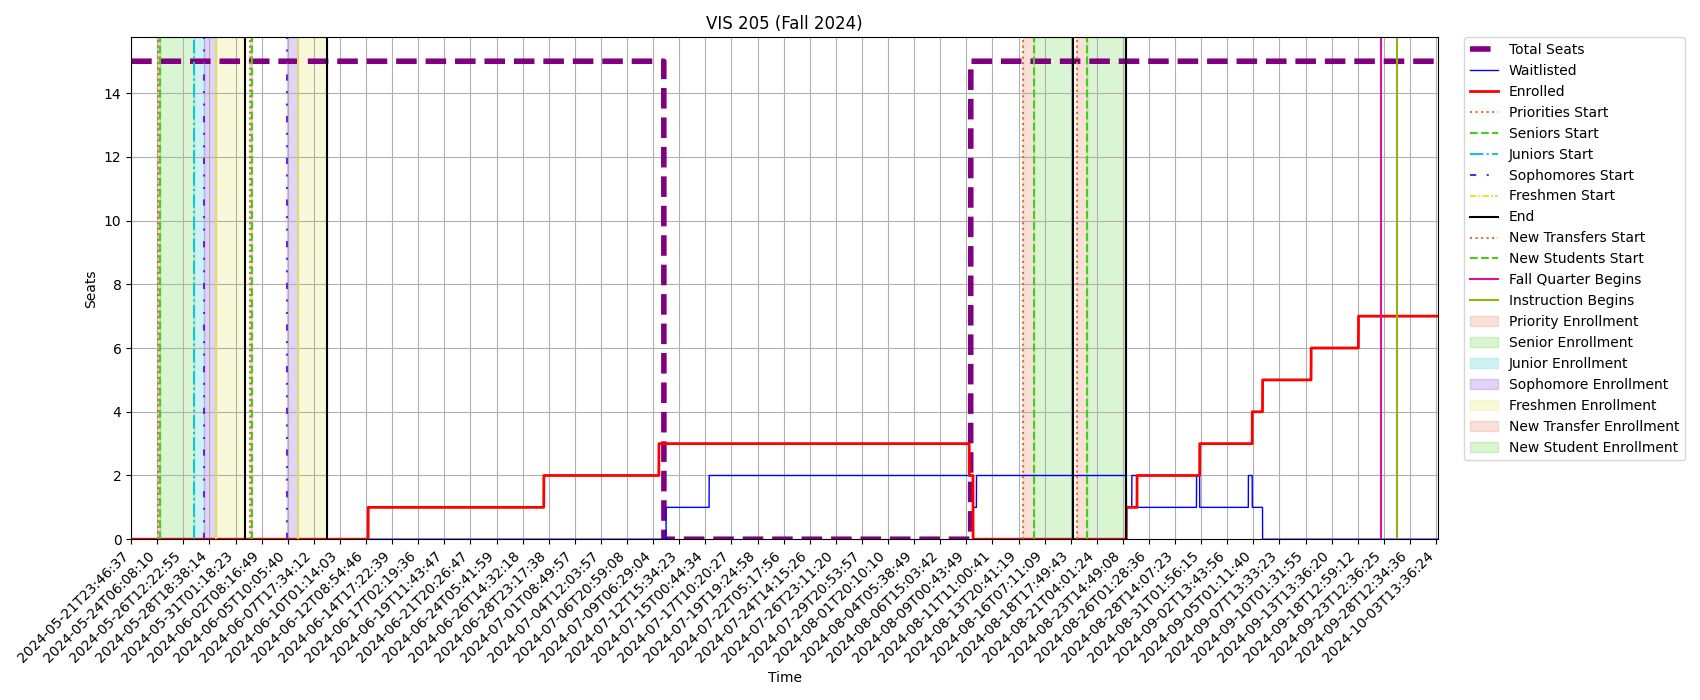 VIS 205 (Fall 2024)
Seats
14
12
10
8
6
4
2
0
2024-05-21T23:46:37
2024-05-24T06:08:10
2024-05-26T12:22:55
2024-05-28T18:38:14
2024-05-31T01:18:23
2024-06-02T08:16:49
2024-06-05T10:05:40
2024-06-07T17:34:12
2024-06-10T01:14:03
2024-06-12T08:54:46
2024-06-14T17:22:39
2024-06-17T02:19:36
2024-06-19T11:43:47
2024-06-21T20:26:47
2024-06-24T05:41:59
2024-06-26T14:32:18
2024-06-28T23:17:38
2024-07-01T08:49:57
2024-07-04T12:03:57
2024-07-06T20:59:08
2024-07-09T06:29:04
2024-07-12T15:34:23
2024-07-15T00:44:34
2024-07-17T10:20:27
2024-07-19T19:24:58
2024-07-22T05:17:56
2024-07-24T14:15:26
2024-07-26T23:11:20
2024-07-29T20:53:57
2024-08-01T20:10:10
2024-08-04T05:38:49
2024-08-06T15:03:42
2024-08-09T00:43:49
2024-08-11T11:00:41
2024-08-13T20:41:19
2024-08-16T07:11:09
2024-08-18T17:49:43
2024-08-21T04:01:24
2024-08-23T14:49:08
2024-08-26T01:28:36
2024-08-28T14:07:23
2024-08-31T01:56:15
2024-09-02T13:43:56
2024-09-05T01:11:40
2024-09-07T13:33:23
2024-09-10T01:31:55
2024-09-13T13:36:20
2024-09-18T12:59:12
2024-09-23T12:36:25
2024-09-28T12:34:36
2024-10-03T13:36:24
Time
Total Seats
Waitlisted
Enrolled
Priorities Start
Seniors Start
Juniors Start
Sophomores Start
Freshmen Start
End
New Transfers Start
New Students Start
Fall Quarter Begins
Instruction Begins
Priority Enrollment
Senior Enrollment
Junior Enrollment
Sophomore Enrollment
Freshmen Enrollment
New Transfer Enrollment
New Student Enrollment